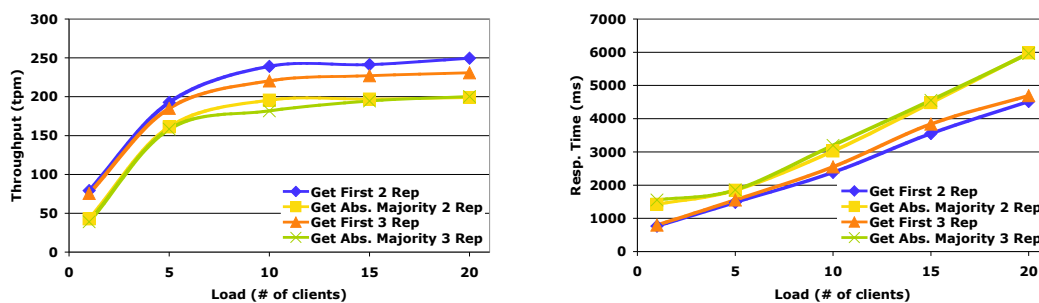 300
250
200
150
100
50
0
Throughput (tpm)
0 5 10 15 20
Load (# of clients)
Get First 2 Rep
Get Abs. Majority 2 Rep
Get First 3 Rep
Get Abs. Majority 3 Rep
7000
6000
5000
4000
3000
2000
1000
0
Resp. Time (ms)
0 5 10 15 20
Load (# of clients)
Get First 2 Rep
Get Abs. Majority 2 Rep
Get First 3 Rep
Get Abs. Majority 3 Rep